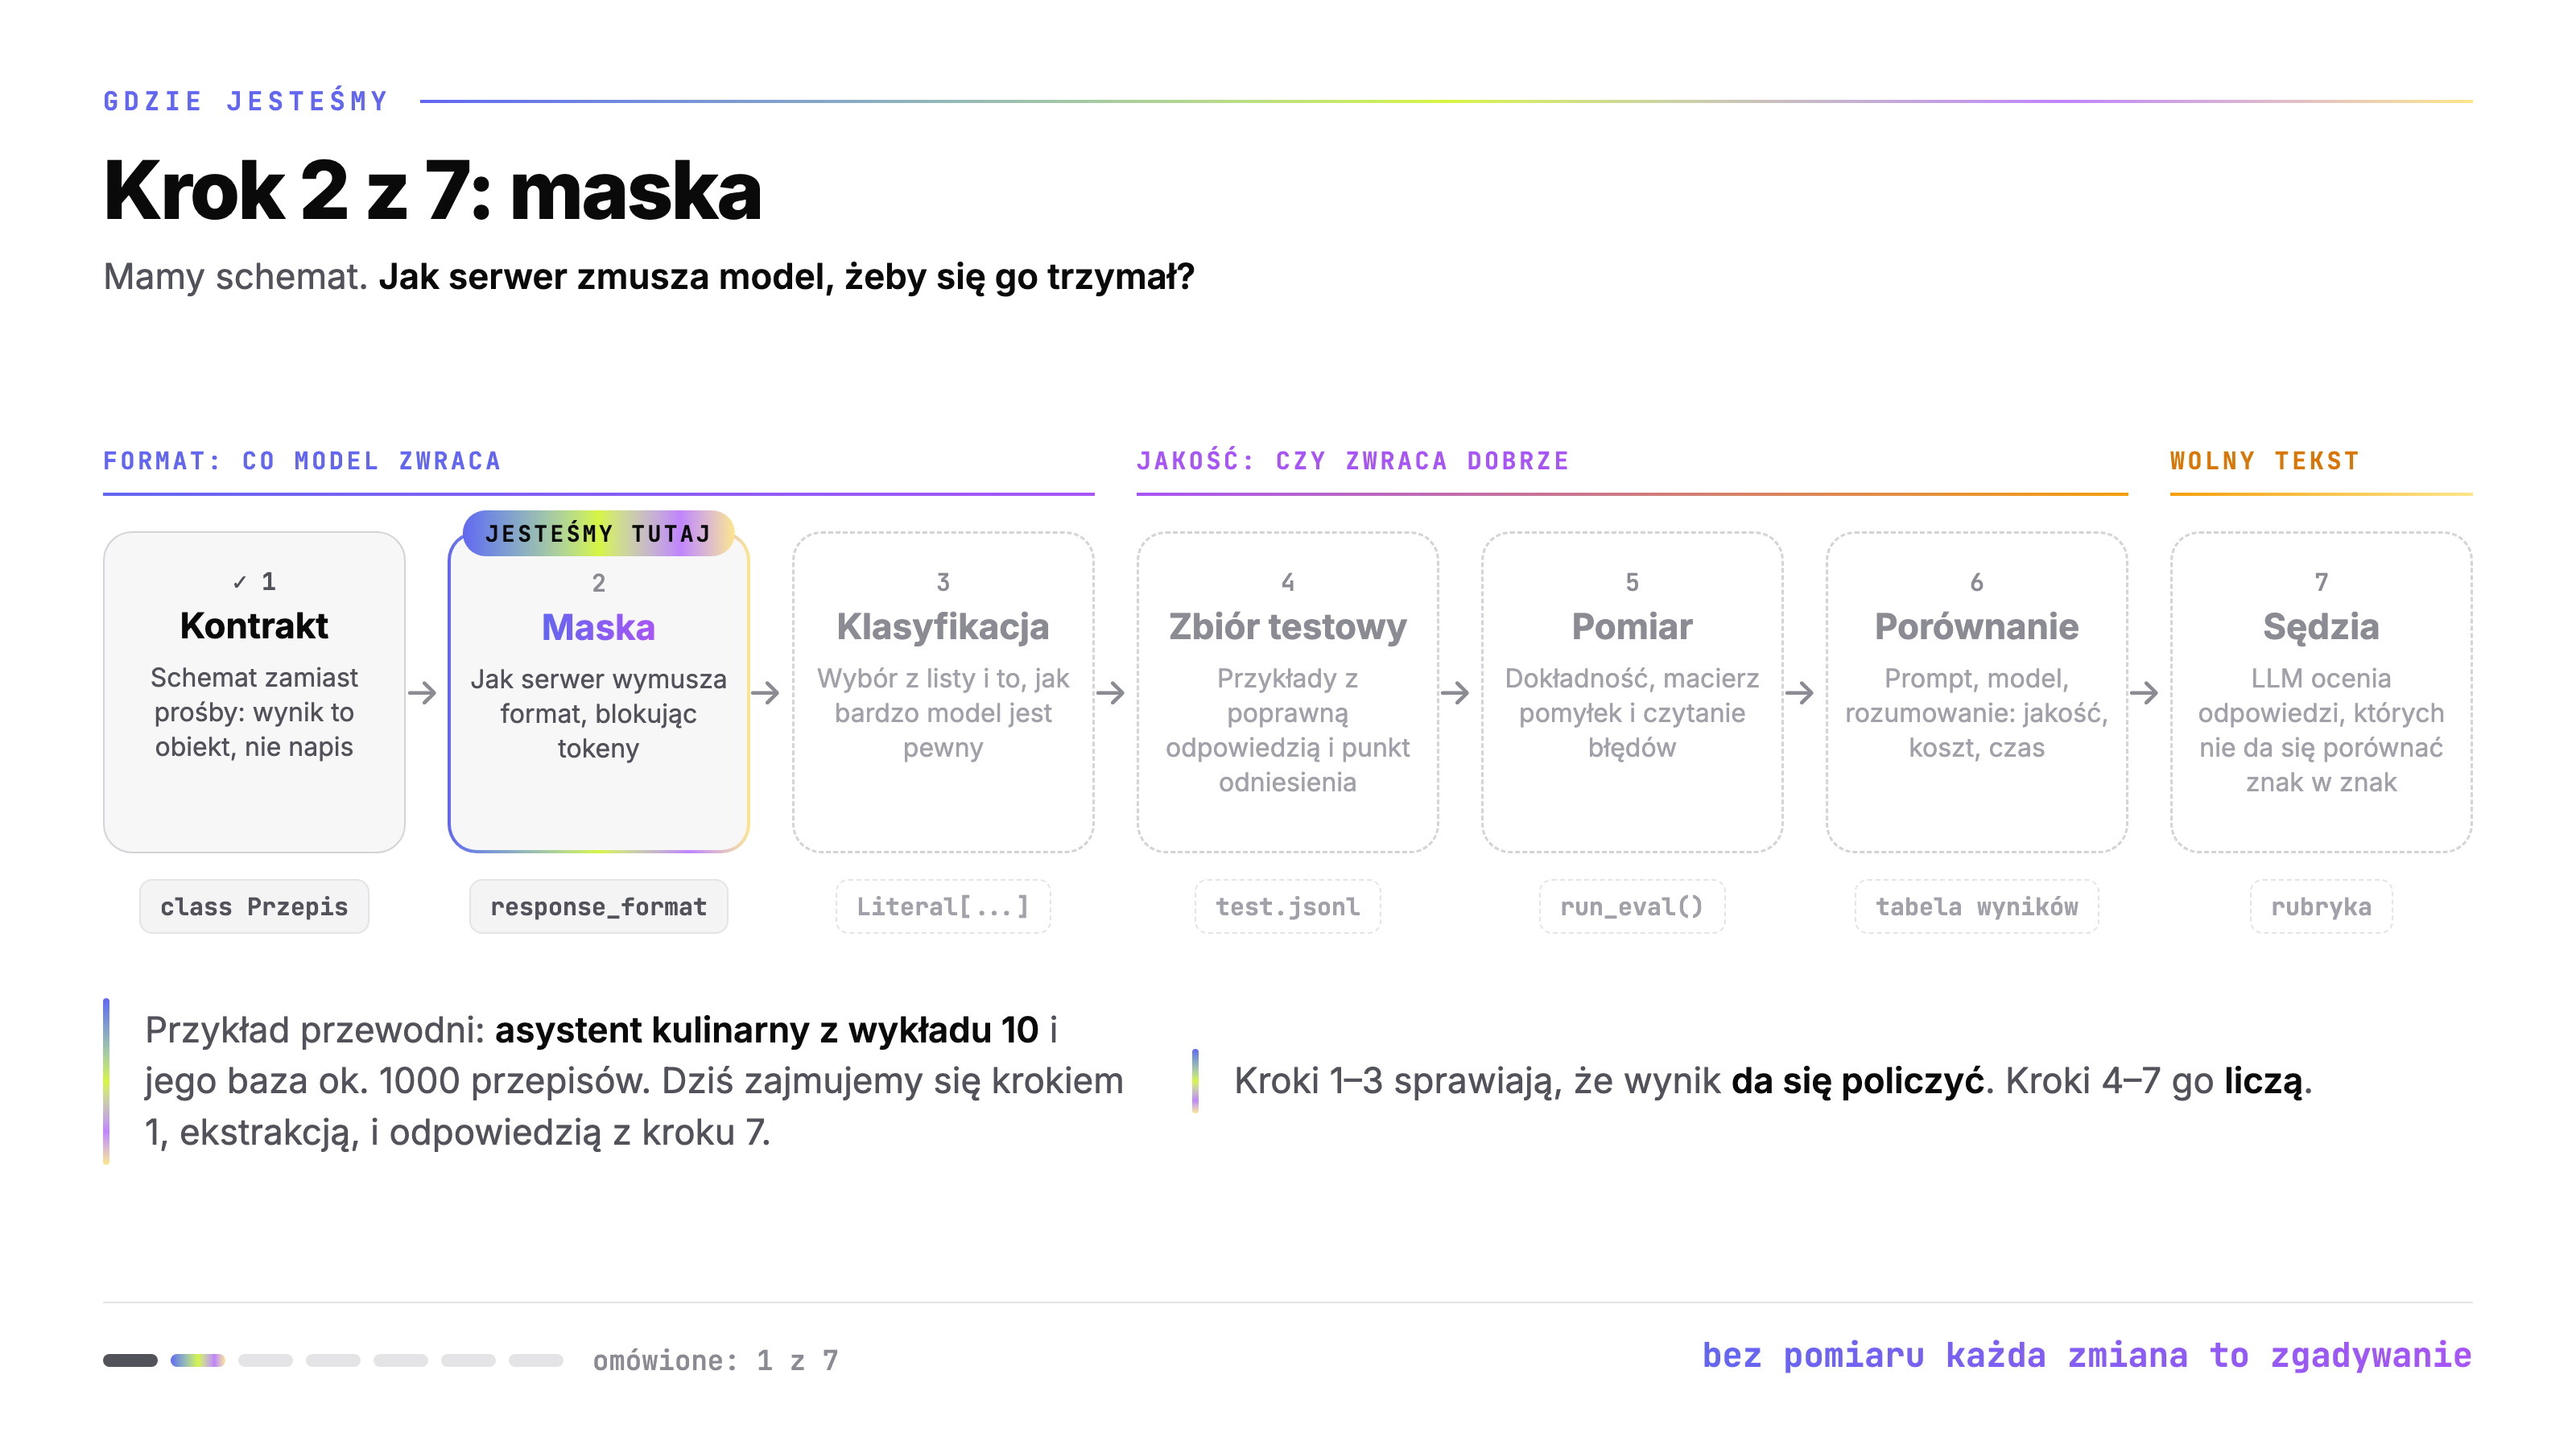 GDZIE JESTEŚMY
Krok 2 z 7: maska
Mamy schemat. Jak serwer zmusza model, żeby się go trzymał?
FORMAT: CO MODEL ZWRACA
JAKOŚĆ: CZY ZWRACA DOBRZE
WOLNY TEKST
✓ 1
Kontrakt
Schemat zamiast
prośby: wynik to
obiekt, nie napis
class Przepis
JESTEŚMY TUTAJ
2
Maska
Jak serwer wymusza
format, blokując
tokeny
response_format
3
Klasyfikacja
Wybór z listy i to, jak
bardzo model jest
pewny
Literal[...]
4
Zbiór testowy
Przykłady z
poprawną
odpowiedzią i punkt
odniesienia
test.jsonl
5
Pomiar
Dokładność, macierz
pomyłek i czytanie
błędów
run_eval()
6
Porównanie
Prompt, model,
rozumowanie: jakość,
koszt, czas
tabela wyników
7
Sędzia
LLM ocenia
odpowiedzi, których
nie da się porównać
znak w znak
rubryka
Przykład przewodni: asystent kulinarny z wykładu 10 i
jego baza ok. 1000 przepisów. Dziś zajmujemy się krokiem
1, ekstrakcją, i odpowiedzią z kroku 7.
Kroki 1–3 sprawiają, że wynik da się policzyć. Kroki 4–7 go liczą.
omówione: 1 z 7
bez pomiaru każda zmiana to zgadywanie